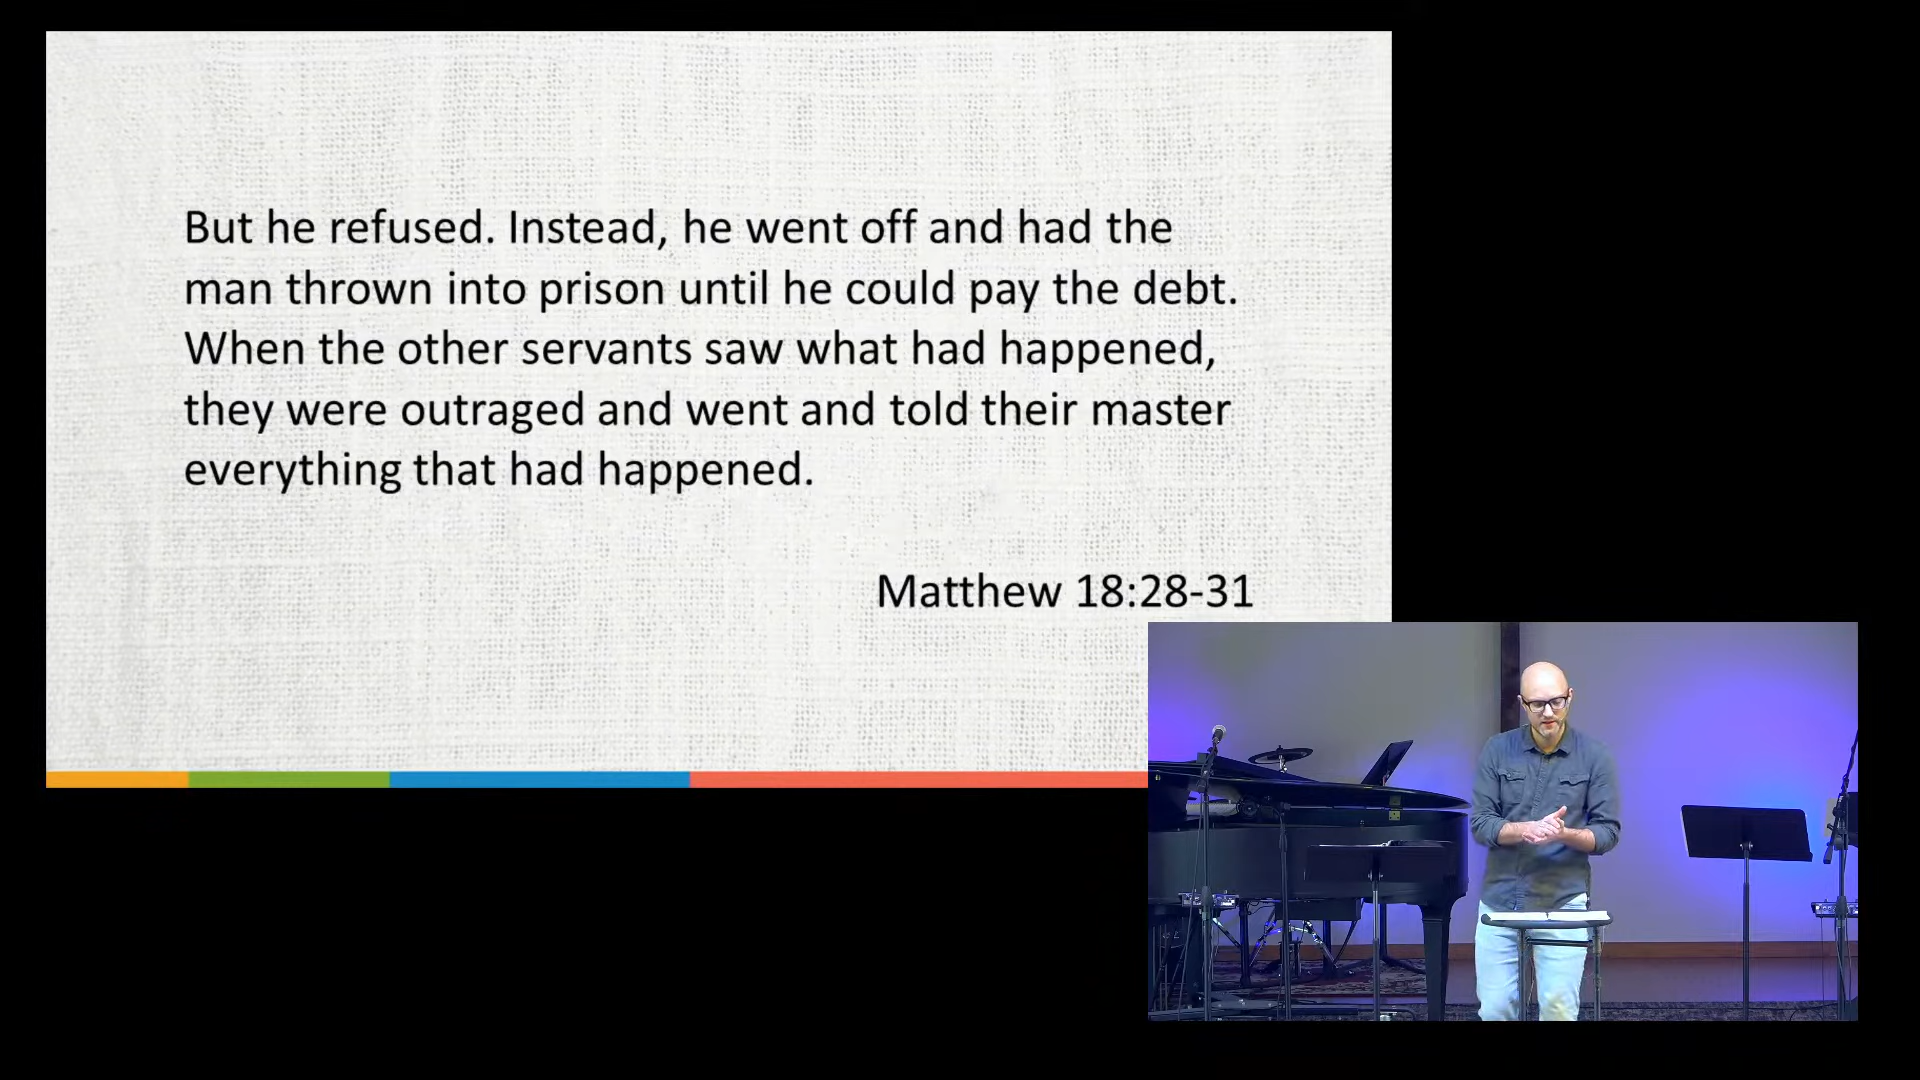 But he refused. Instead, he went off and had the
man thrown into prison until he could pay the debt.
When the other servants saw what had happened,
they were outraged and went and told their master
everything that had happened.
Matthew 18:28-31